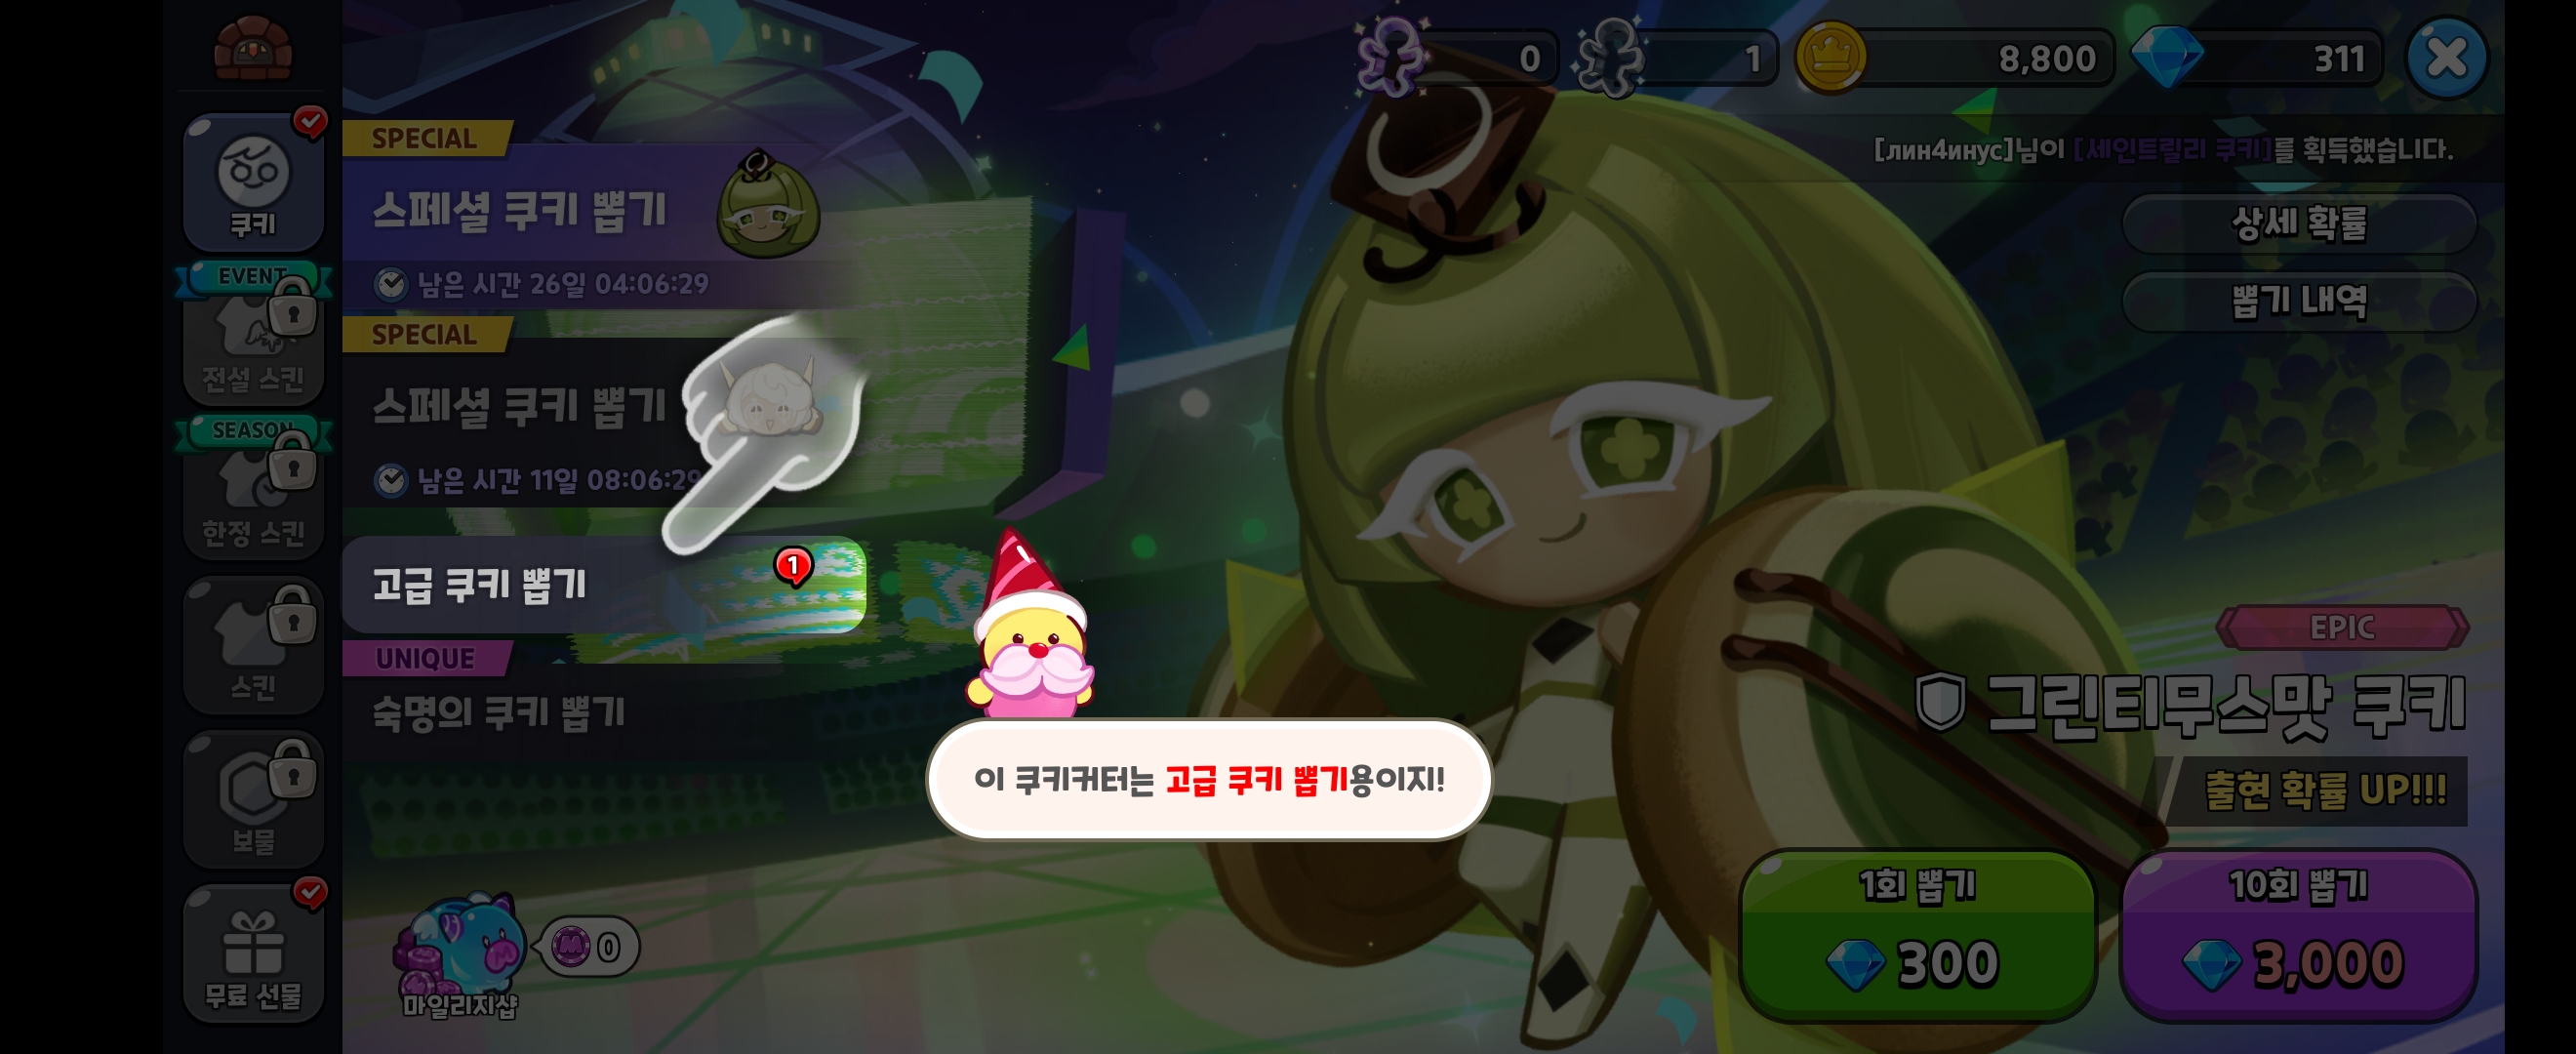 0
1
8,800
311
[лин4инус]님이 [세인트릴리 쿠키]를 획득했습니다.
상세 확률
뽑기 내역
쿠키
EVENT
전설 스킨
SEASON
한정 스킨
스킨
보물
무료 선물
SPECIAL
스페셜 쿠키 뽑기
남은 시간 26일 04:06:29
SPECIAL
스페셜 쿠키 뽑기
남은 시간 11일 08:06:29
고급 쿠키 뽑기
1
UNIQUE
숙명의 쿠키 뽑기
M 0
마일리지샵
이 쿠키커터는 고급 쿠키 뽑기용이지!
EPIC
그린티무스맛 쿠키
출현 확률 UP!!!
1회 뽑기
300
10회 뽑기
3,000